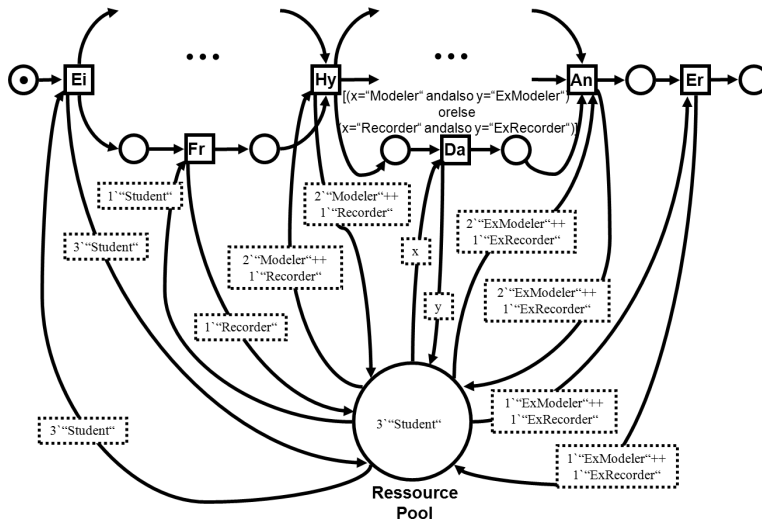 ...
...
Ei
Hy
An
Er
[(x=“Modeler“ andalso y=“ExModeler“)
orelse
(x=“Recorder“ andalso y=“ExRecorder“)]
Fr
Da
1`“Student“
2`“Modeler“++
1`“Recorder“
3`“Student“
2`“Modeler“++
1`“Recorder“
x
2`“ExModeler“++
1`“ExRecorder“
y
2`“ExModeler“++
1`“ExRecorder“
1`“Recorder“
3`“Student“
3`“Student“
1`“ExModeler“++
1`“ExRecorder“
1`“ExModeler“++
1`“ExRecorder“
Ressource
Pool